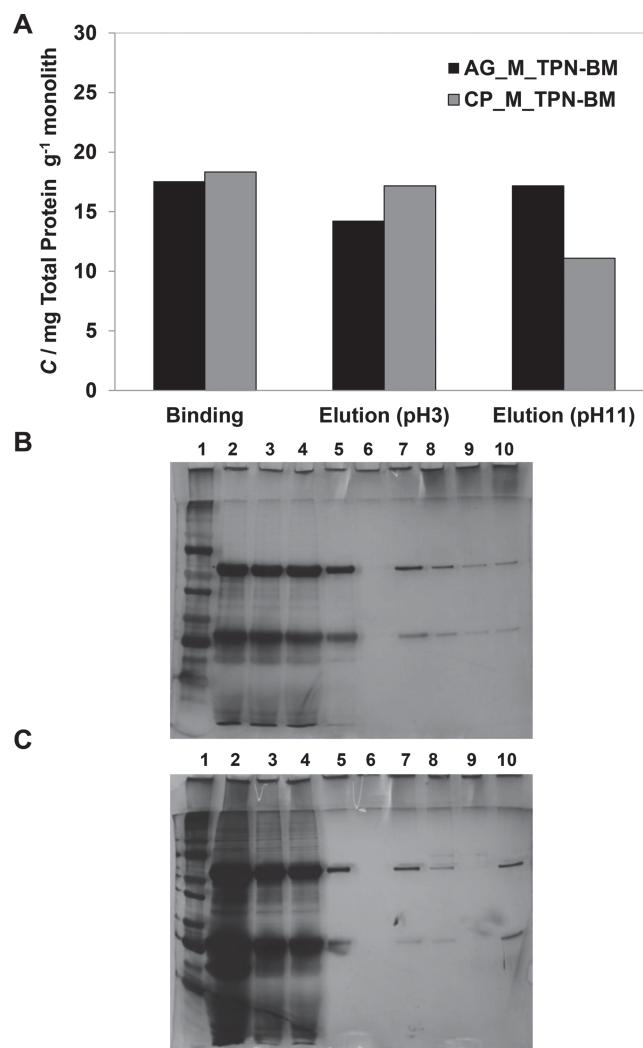 A
30
25
20
15
10
5
0
C / mg Total Protein g-1 monolith
AG_M_TPN-BM
CP_M_TPN-BM
Binding
Elution (pH3)
Elution (pH11)
B
1 2 3 4 5 6 7 8 9 10
C
1 2 3 4 5 6 7 8 9 10